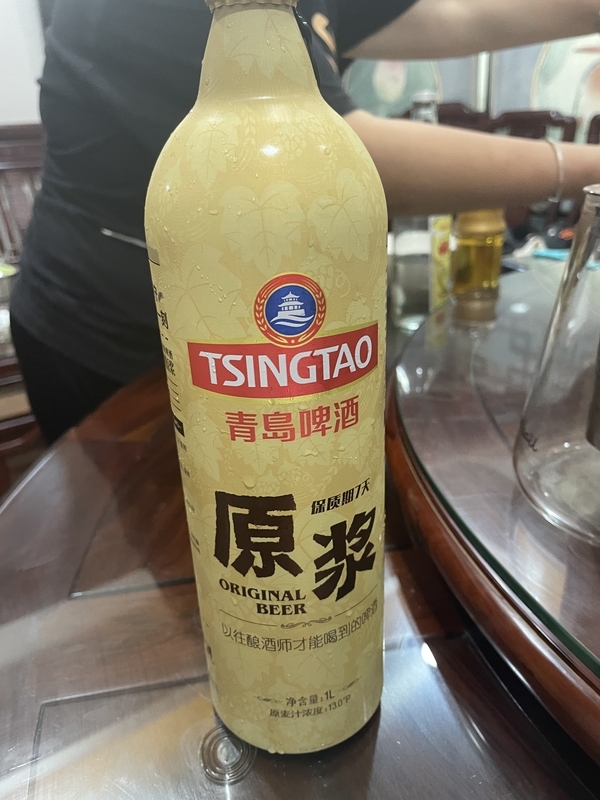 TSINGTAO
青島啤酒
保质期7天
原浆
ORIGINAL
BEER
以往酿酒师才能喝到的啤酒
净含量:1L
原麦汁浓度:13.0°P